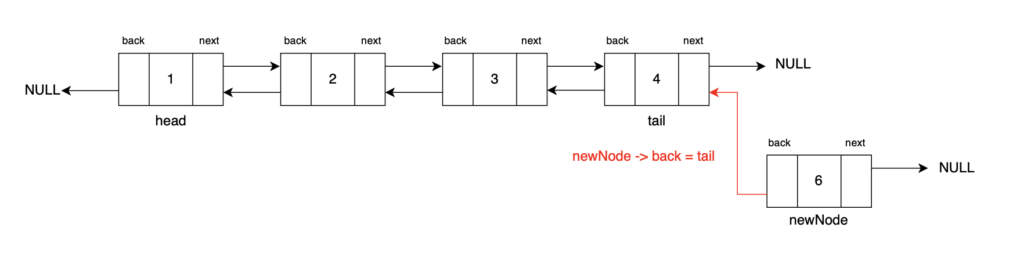 back next back next back next back next
NULL 1 2 3 4 NULL
head tail
newNode -> back = tail
back next
6 NULL
newNode